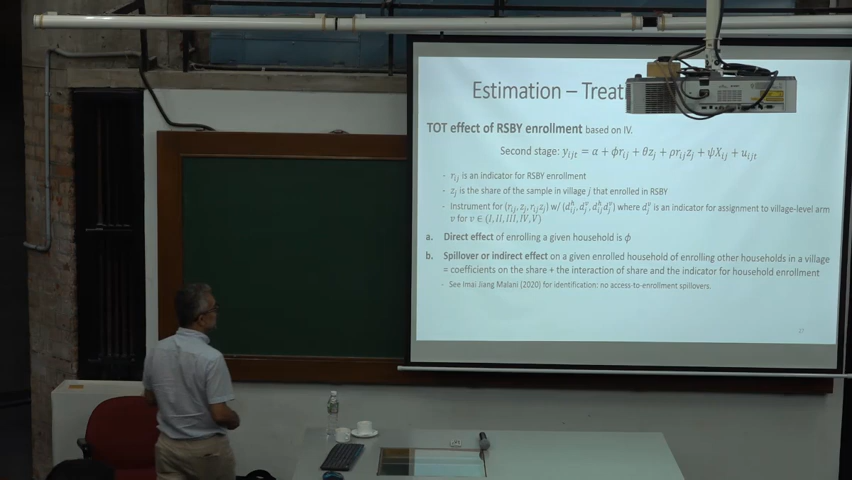 Estimation – Treat
TOT effect of RSBY enrollment based on IV.
Second stage: y_{ijt} = α + ϕr_{ij} + θz_j + ρr_{ij}z_j + ψX_{ij} + u_{ijt}
- r_{ij} is an indicator for RSBY enrollment
- z_j is the share of the sample in village j that enrolled in RSBY
- Instrument for (r_{ij}, z_j, r_{ij}z_j) w/ (d^h_{ij}, d^v_j, d^h_{ij}d^v_j) where d^v_j is an indicator for assignment to village-level arm
v for v ∈ (I, II, III, IV, V)
a. Direct effect of enrolling a given household is ϕ
b. Spillover or indirect effect on a given enrolled household of enrolling other households in a village
= coefficients on the share + the interaction of share and the indicator for household enrollment
- See Imai Jiang Malani (2020) for identification: no access-to-enrollment spillovers.
27